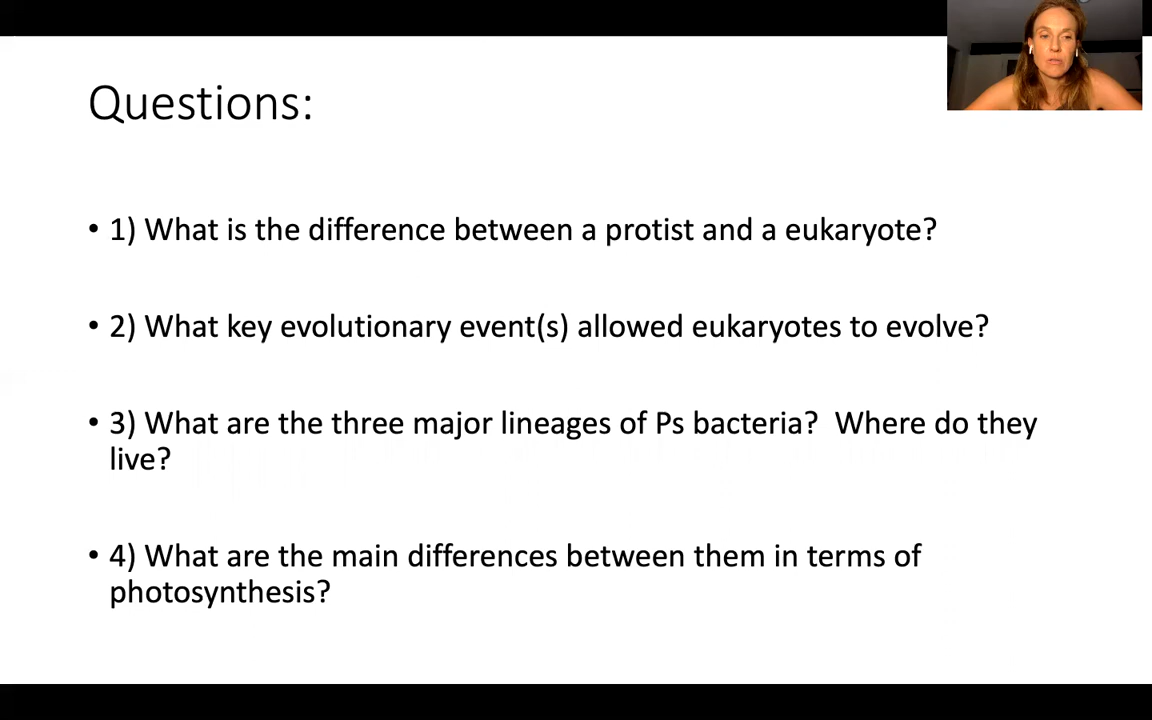 Questions:
• 1) What is the difference between a protist and a eukaryote?
• 2) What key evolutionary event(s) allowed eukaryotes to evolve?
• 3) What are the three major lineages of Ps bacteria?  Where do they
live?
• 4) What are the main differences between them in terms of
photosynthesis?